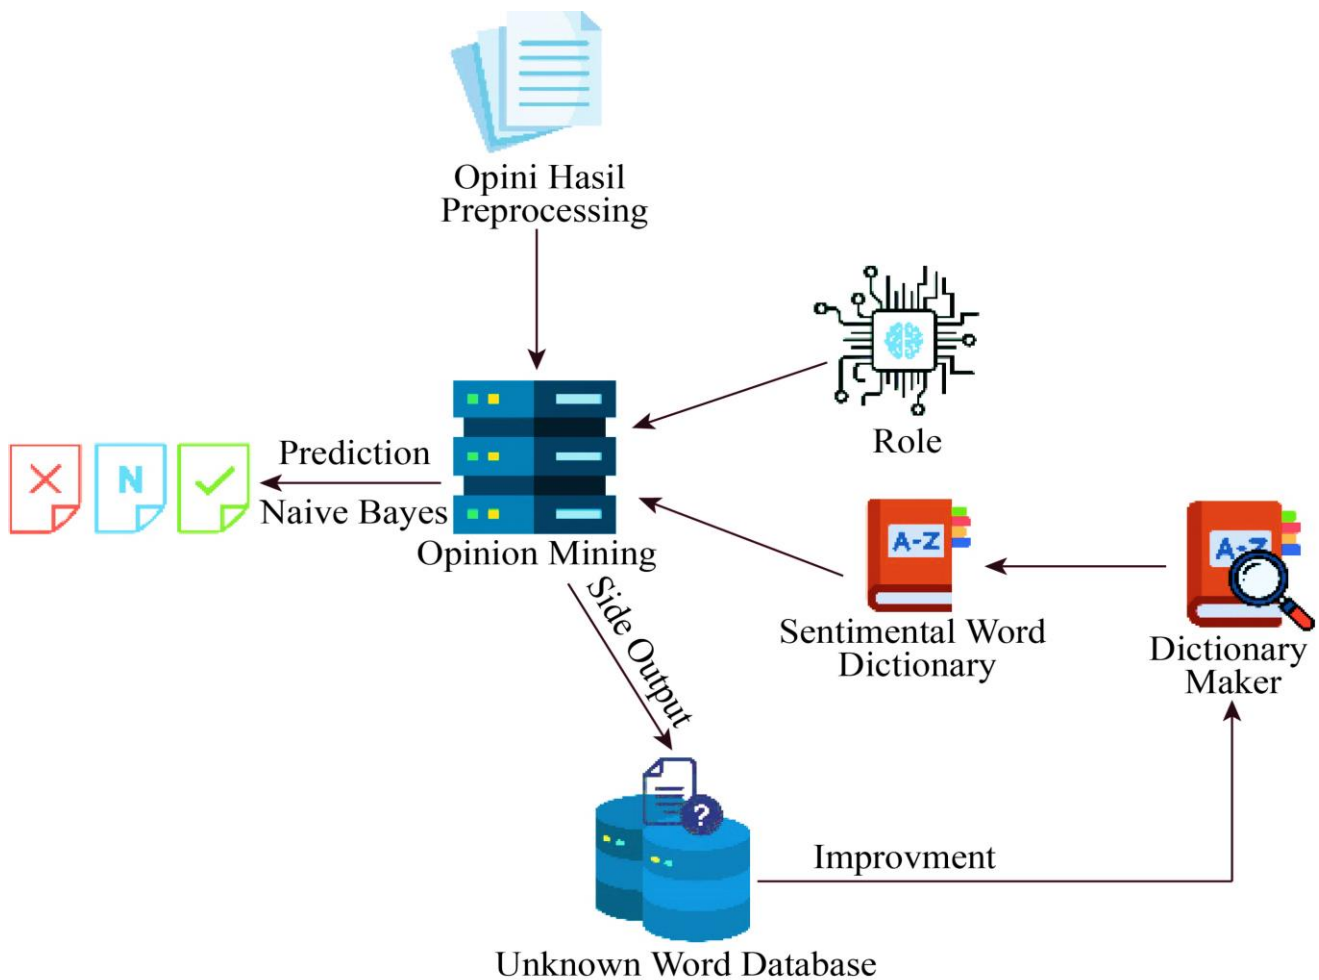 Opini Hasil
Preprocessing
Role
Prediction
N
Naive Bayes
Opinion Mining
A-Z
A-Z
Sentimental Word
Dictionary
Dictionary
Maker
Side Output
?
Improvment
Unknown Word Database